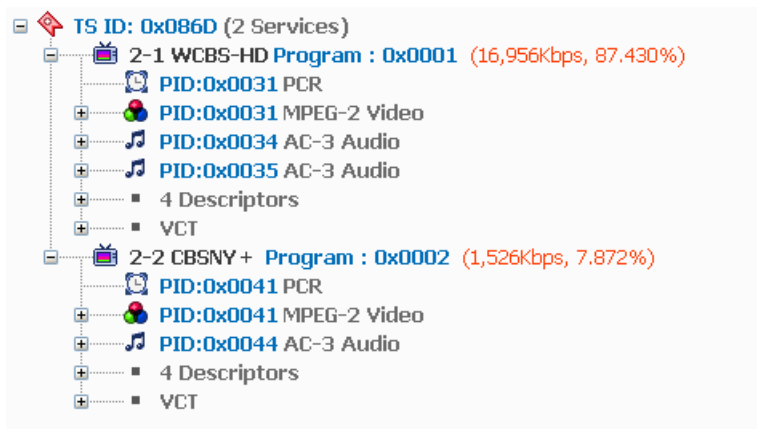 TS ID: 0x086D (2 Services)
2-1 WCBS-HD Program : 0x0001 (16,956Kbps, 87.430%)
PID:0x0031 PCR
PID:0x0031 MPEG-2 Video
PID:0x0034 AC-3 Audio
PID:0x0035 AC-3 Audio
4 Descriptors
VCT
2-2 CBSNY+ Program : 0x0002 (1,526Kbps, 7.872%)
PID:0x0041 PCR
PID:0x0041 MPEG-2 Video
PID:0x0044 AC-3 Audio
4 Descriptors
VCT